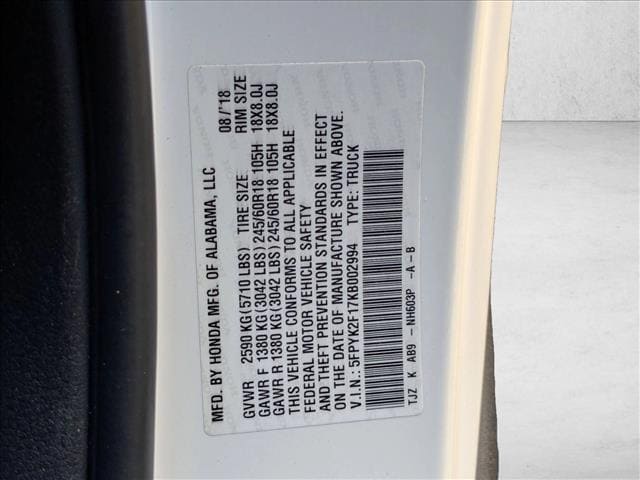 MFD. BY HONDA MFG. OF ALABAMA, LLC 08/'18
GVWR 2590 KG(5710 LBS) TIRE SIZE: RIM SIZE
GAWR F 1380 KG(3042 LBS)245/60R18 105H 18X8.0J
GAWR R 1380 KG(3042 LBS)245/60R18 105H 18X8.0J
THIS VEHICLE CONFORMS TO ALL APPLICABLE
FEDERAL MOTOR VEHICLE SAFETY
AND THEFT PREVENTION STANDARDS IN EFFECT
ON THE DATE OF MANUFACTURE SHOWN ABOVE.
V.I.N.: 5FPYK2F17KB002994 TYPE: TRUCK
TJZ K AB9 -NH603P -A-B